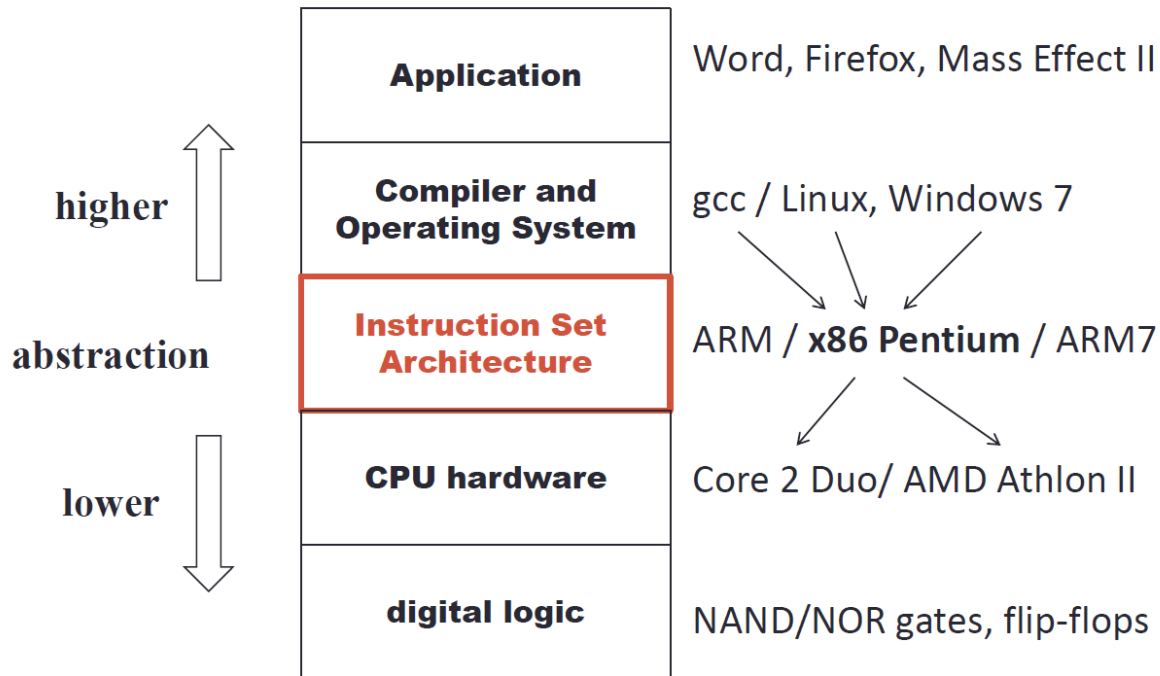 Application
Word, Firefox, Mass Effect II
higher
Compiler and
Operating System
gcc / Linux, Windows 7
abstraction
Instruction Set
Architecture
ARM / x86 Pentium / ARM7
lower
CPU hardware
Core 2 Duo/ AMD Athlon II
digital logic
NAND/NOR gates, flip-flops